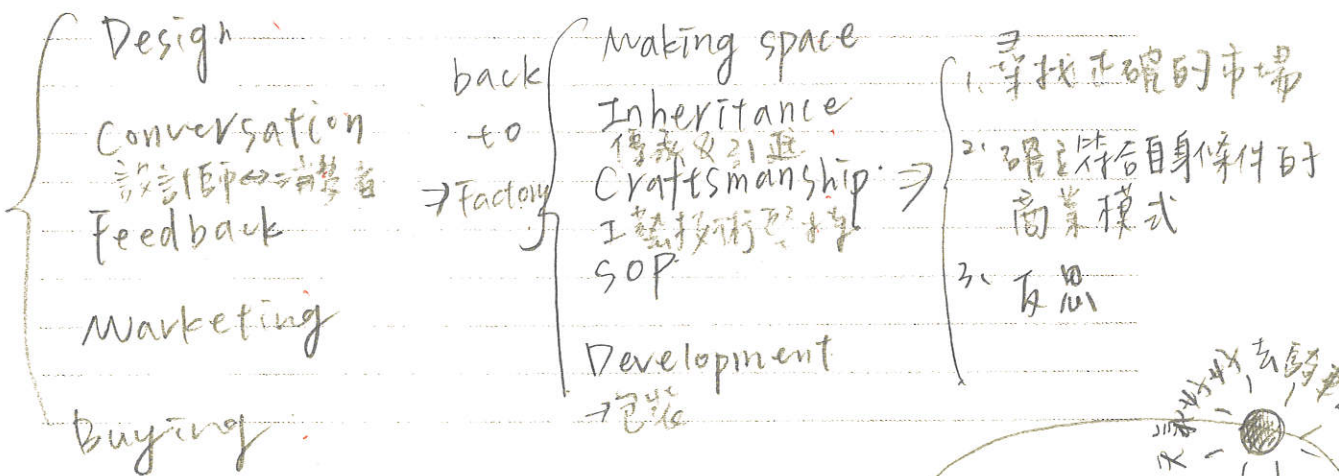 Design
Conversation
設計師⇔消費者
Feedback
Marketing
Buying
back
to
⇒Factory
Making space
Inheritance
傳承及引進
Craftsmanship
工藝技術
SOP
Development
→包裝
⇒
1、尋找正確的市場
2、確立符合自身條件的
商業模式
3、反思